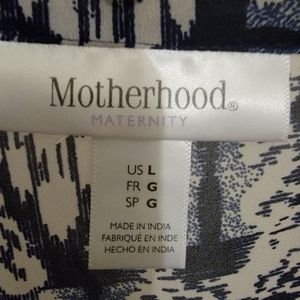 Motherhood®
MATERNITY
US L
FR G
SP G
MADE IN INDIA
FABRIQUÉ EN INDE
HECHO EN INDIA